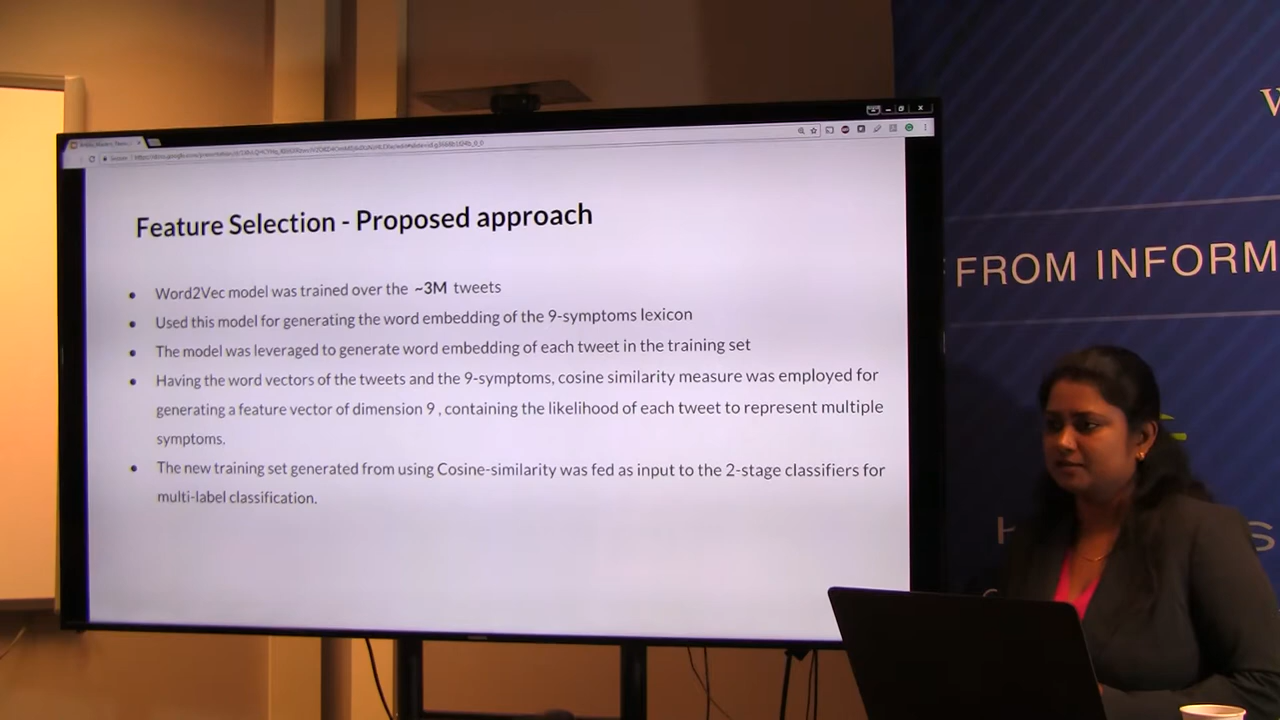 Feature Selection - Proposed approach
● Word2Vec model was trained over the ~3M tweets
● Used this model for generating the word embedding of the 9-symptoms lexicon
● The model was leveraged to generate word embedding of each tweet in the training set
● Having the word vectors of the tweets and the 9-symptoms, cosine similarity measure was employed for
generating a feature vector of dimension 9 , containing the likelihood of each tweet to represent multiple
symptoms.
● The new training set generated from using Cosine-similarity was fed as input to the 2-stage classifiers for
multi-label classification.
W
FROM INFORM
H
S